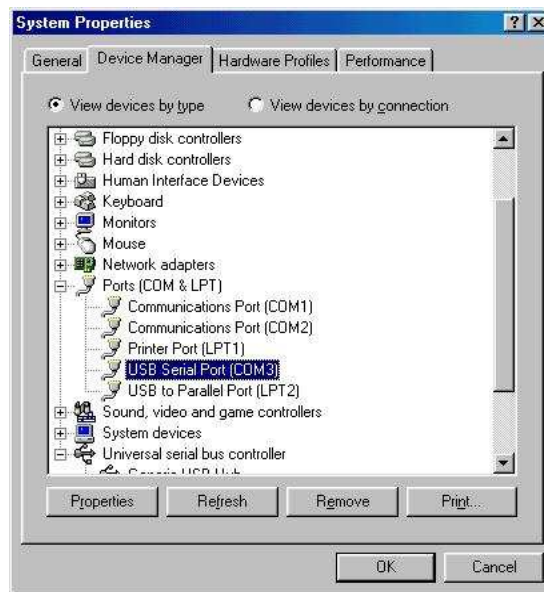 System Properties
General Device Manager Hardware Profiles Performance
View devices by type View devices by connection
Floppy disk controllers
Hard disk controllers
Human Interface Devices
Keyboard
Monitors
Mouse
Network adapters
Ports (COM & LPT)
Communications Port (COM1)
Communications Port (COM2)
Printer Port (LPT1)
USB Serial Port (COM3)
USB to Parallel Port (LPT2)
Sound, video and game controllers
System devices
Universal serial bus controller
Generic USB Hub
Properties Refresh Remove Print...
OK Cancel